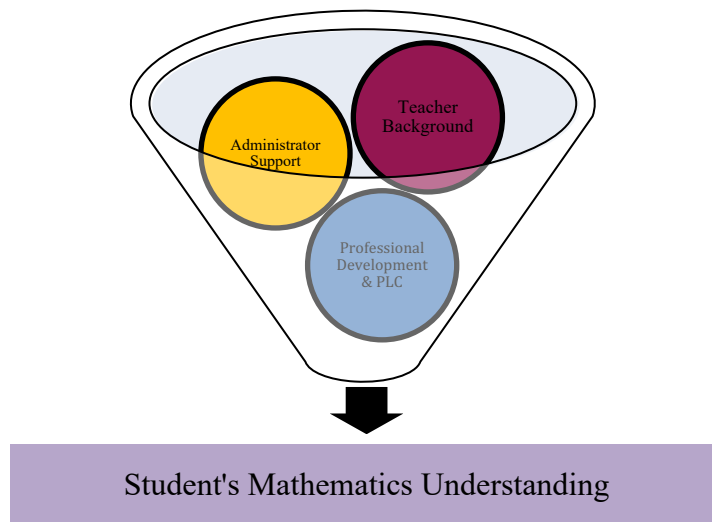 Teacher
Background
Administrator
Support
Professional
Development
& PLC
Student's Mathematics Understanding